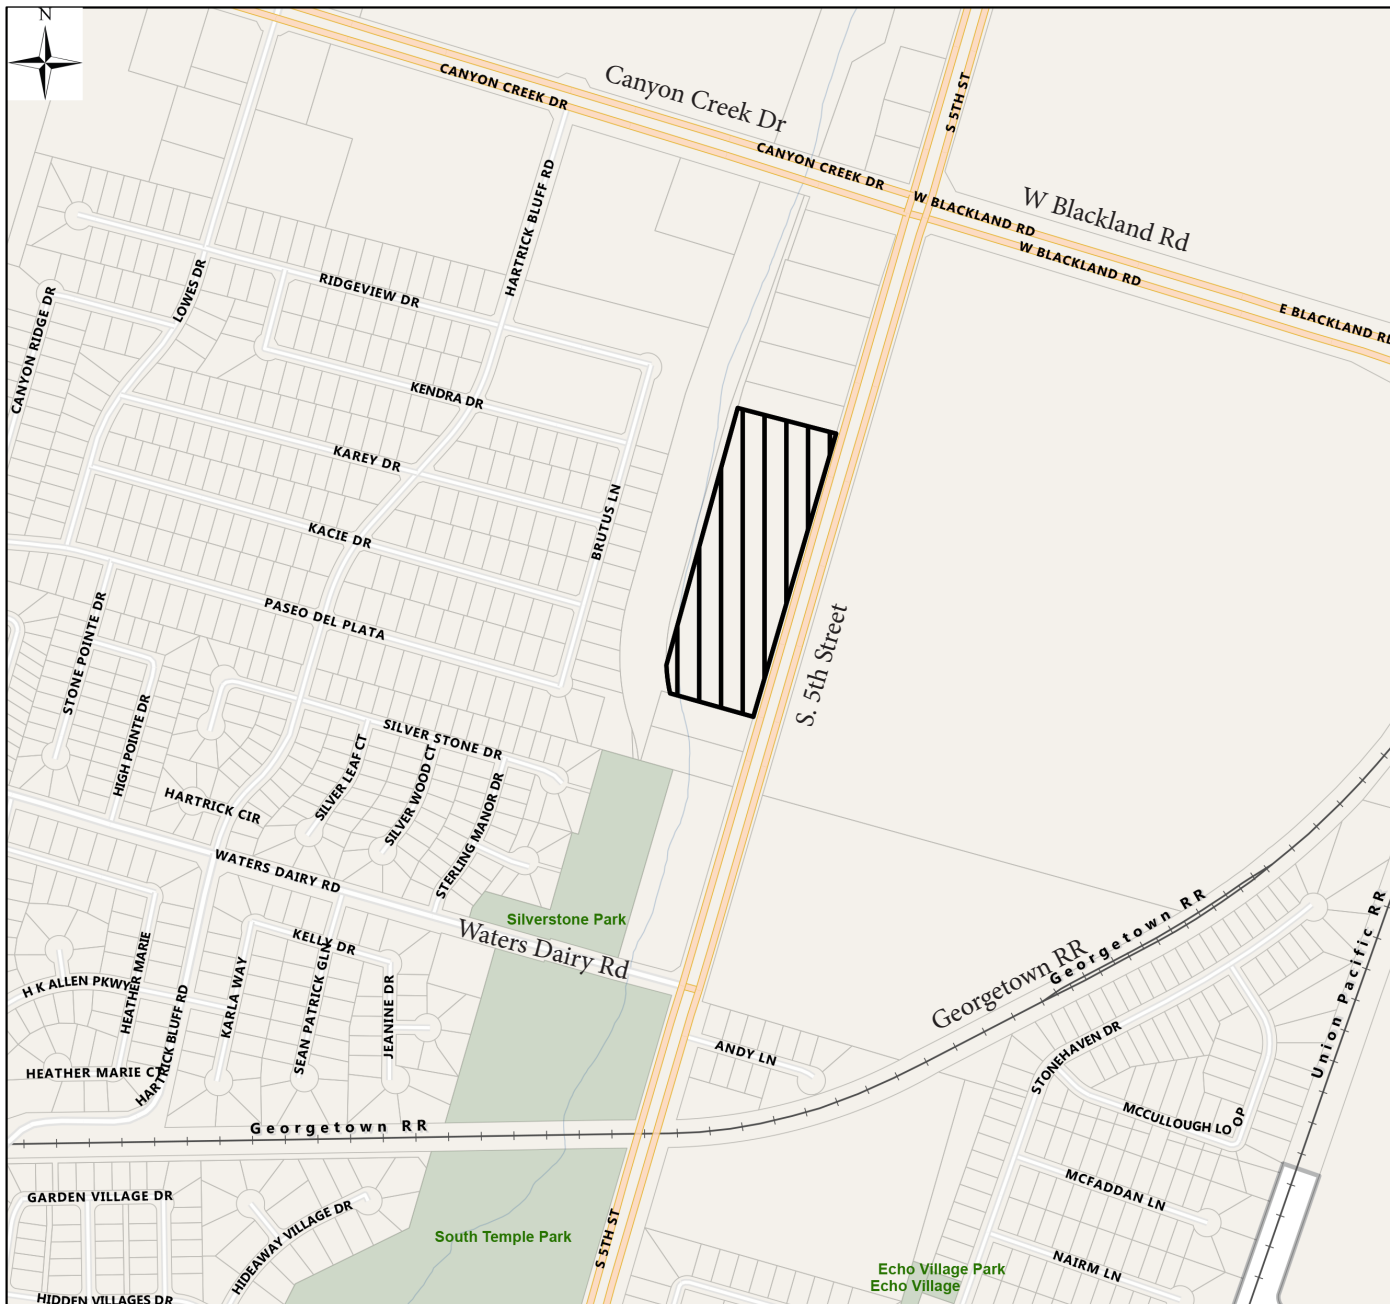 N
CANYON CREEK DR
Canyon Creek Dr
S 5TH ST
CANYON CREEK DR
W BLACKLAND RD
W Blackland Rd
W BLACKLAND RD
E BLACKLAND RD
HARTRICK BLUFF RD
LOWES DR
RIDGEVIEW DR
CANYON RIDGE DR
KENDRA DR
KAREY DR
BRUTUS LN
KACIE DR
PASEO DEL PLATA
STONE POINTE DR
S. 5th Street
HIGH POINTE DR
SILVER STONE DR
SILVER LEAF CT
SILVER WOOD CT
STERLING MANOR DR
HARTRICK CIR
WATERS DAIRY RD
Silverstone Park
Waters Dairy Rd
KELLY DR
HEATHER MARIE
H K ALLEN PKWY
KARLA WAY
SEAN PATRICK GLN
JEANINE DR
HARTRICK BLUFF RD
HEATHER MARIE CT
Georgetown RR
Georgetown RR
Union Pacific RR
ANDY LN
STONEHAVEN DR
MCCULLOUGH LOOP
Georgetown RR
MCFADDAN LN
GARDEN VILLAGE DR
HIDEAWAY VILLAGE DR
South Temple Park
S 5TH ST
NAIRM LN
Echo Village Park
Echo Village
HIDDEN VILLAGES DR